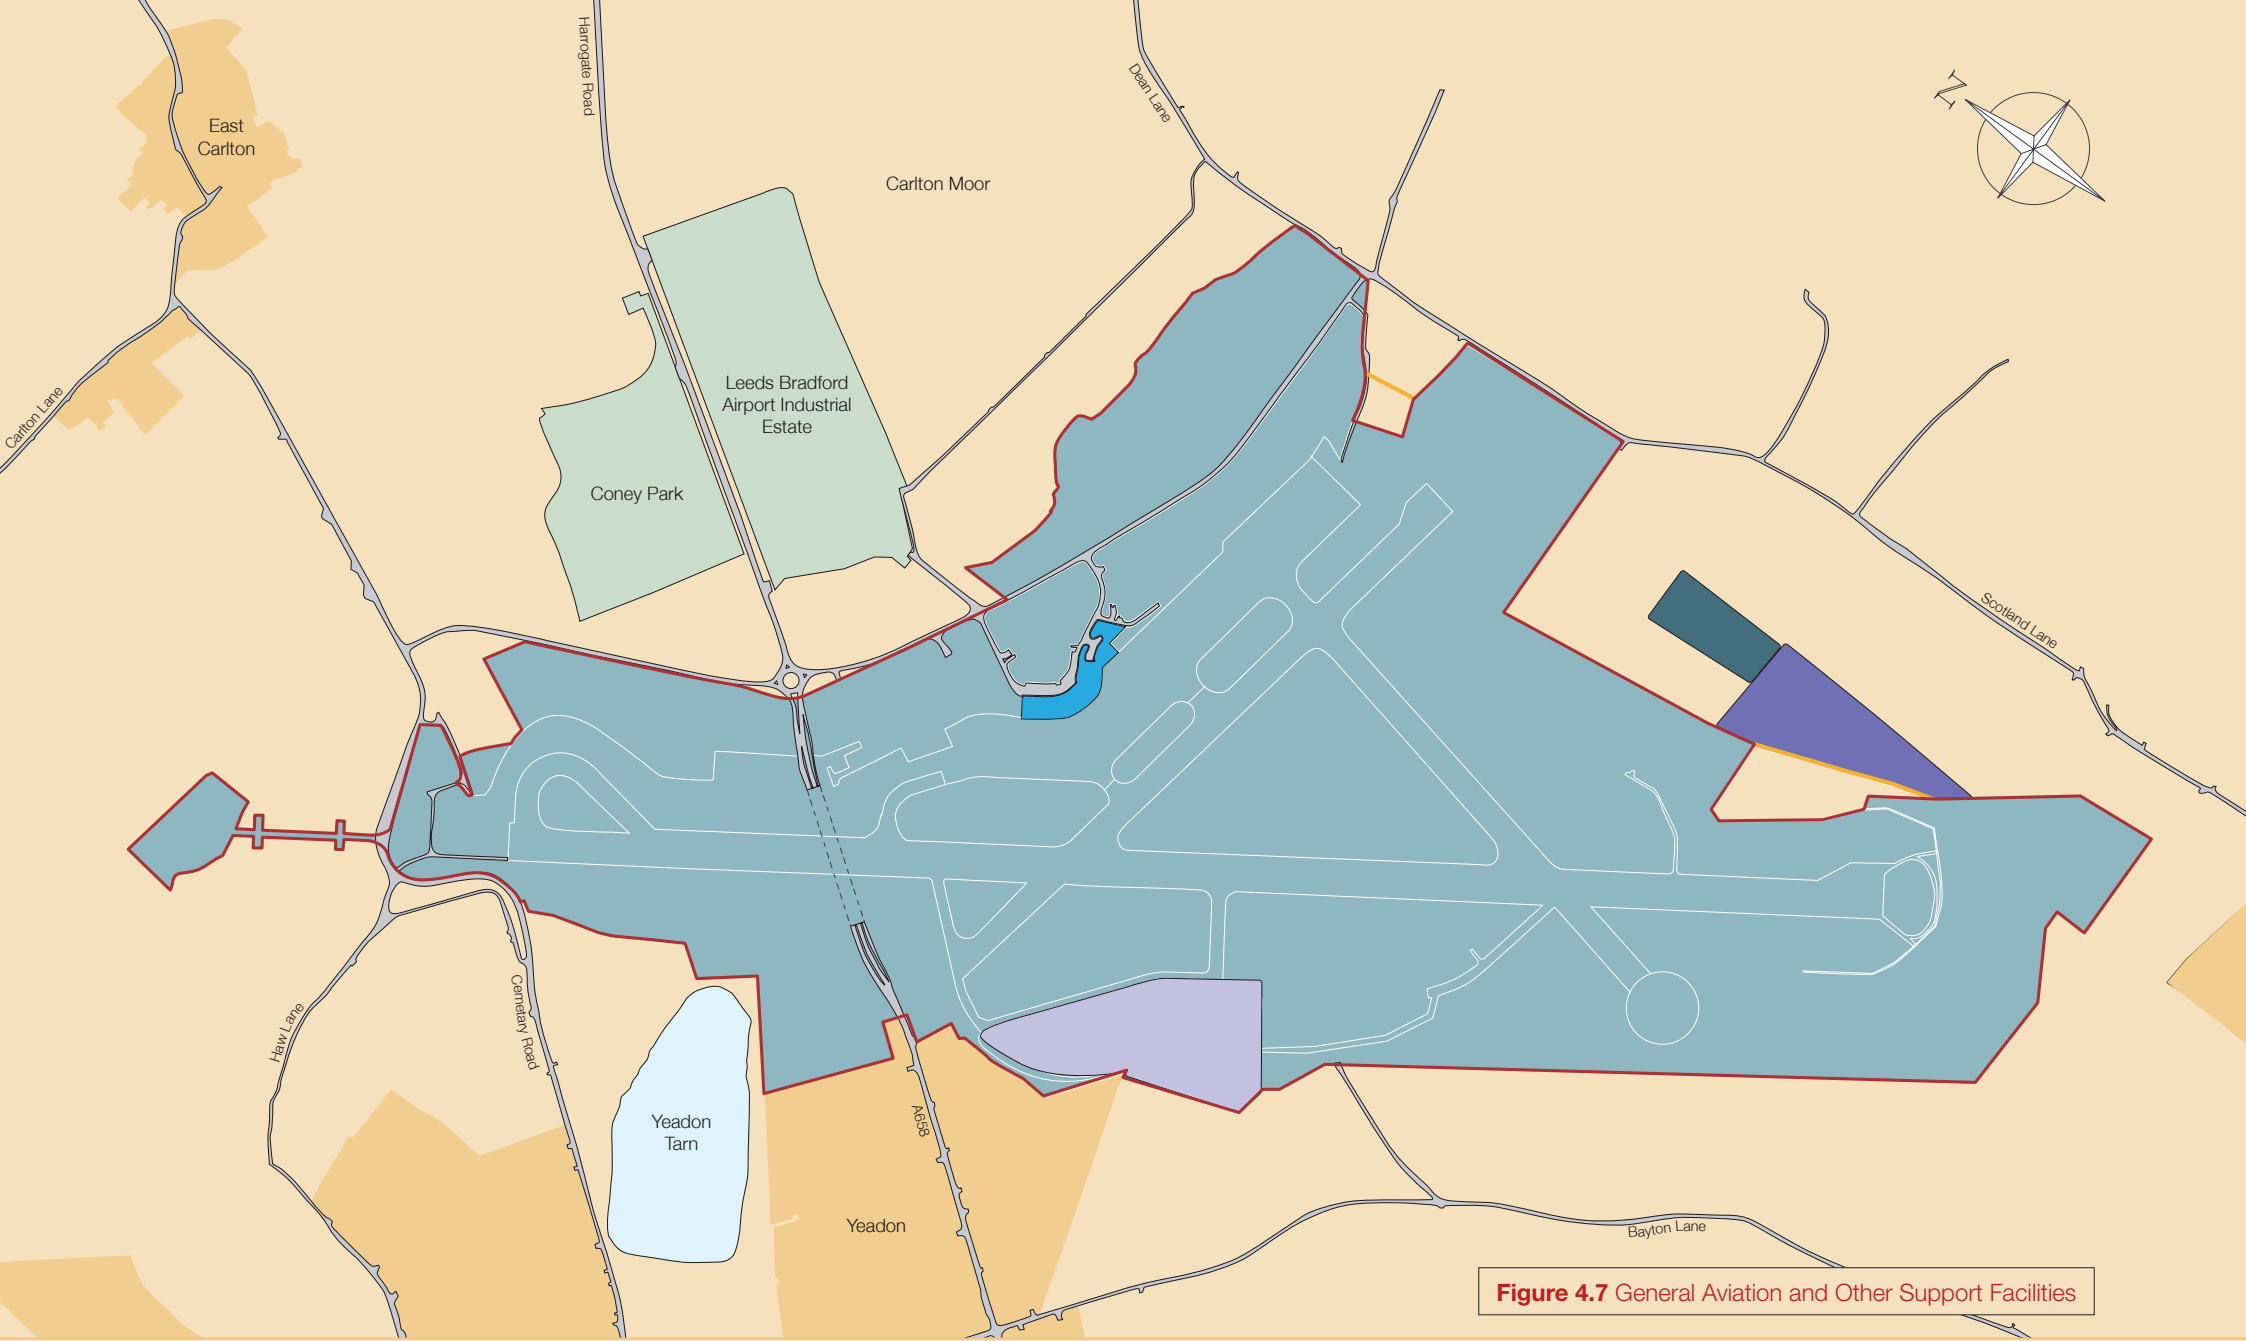 Harrogate Road
Dean Lane
N
East
Carlton
Carlton Moor
Leeds Bradford
Airport Industrial
Estate
Carlton Lane
Coney Park
Scotland Lane
Haw Lane
Cemetary Road
Yeadon
Tarn
A658
Yeadon
Bayton Lane
Figure 4.7 General Aviation and Other Support Facilities